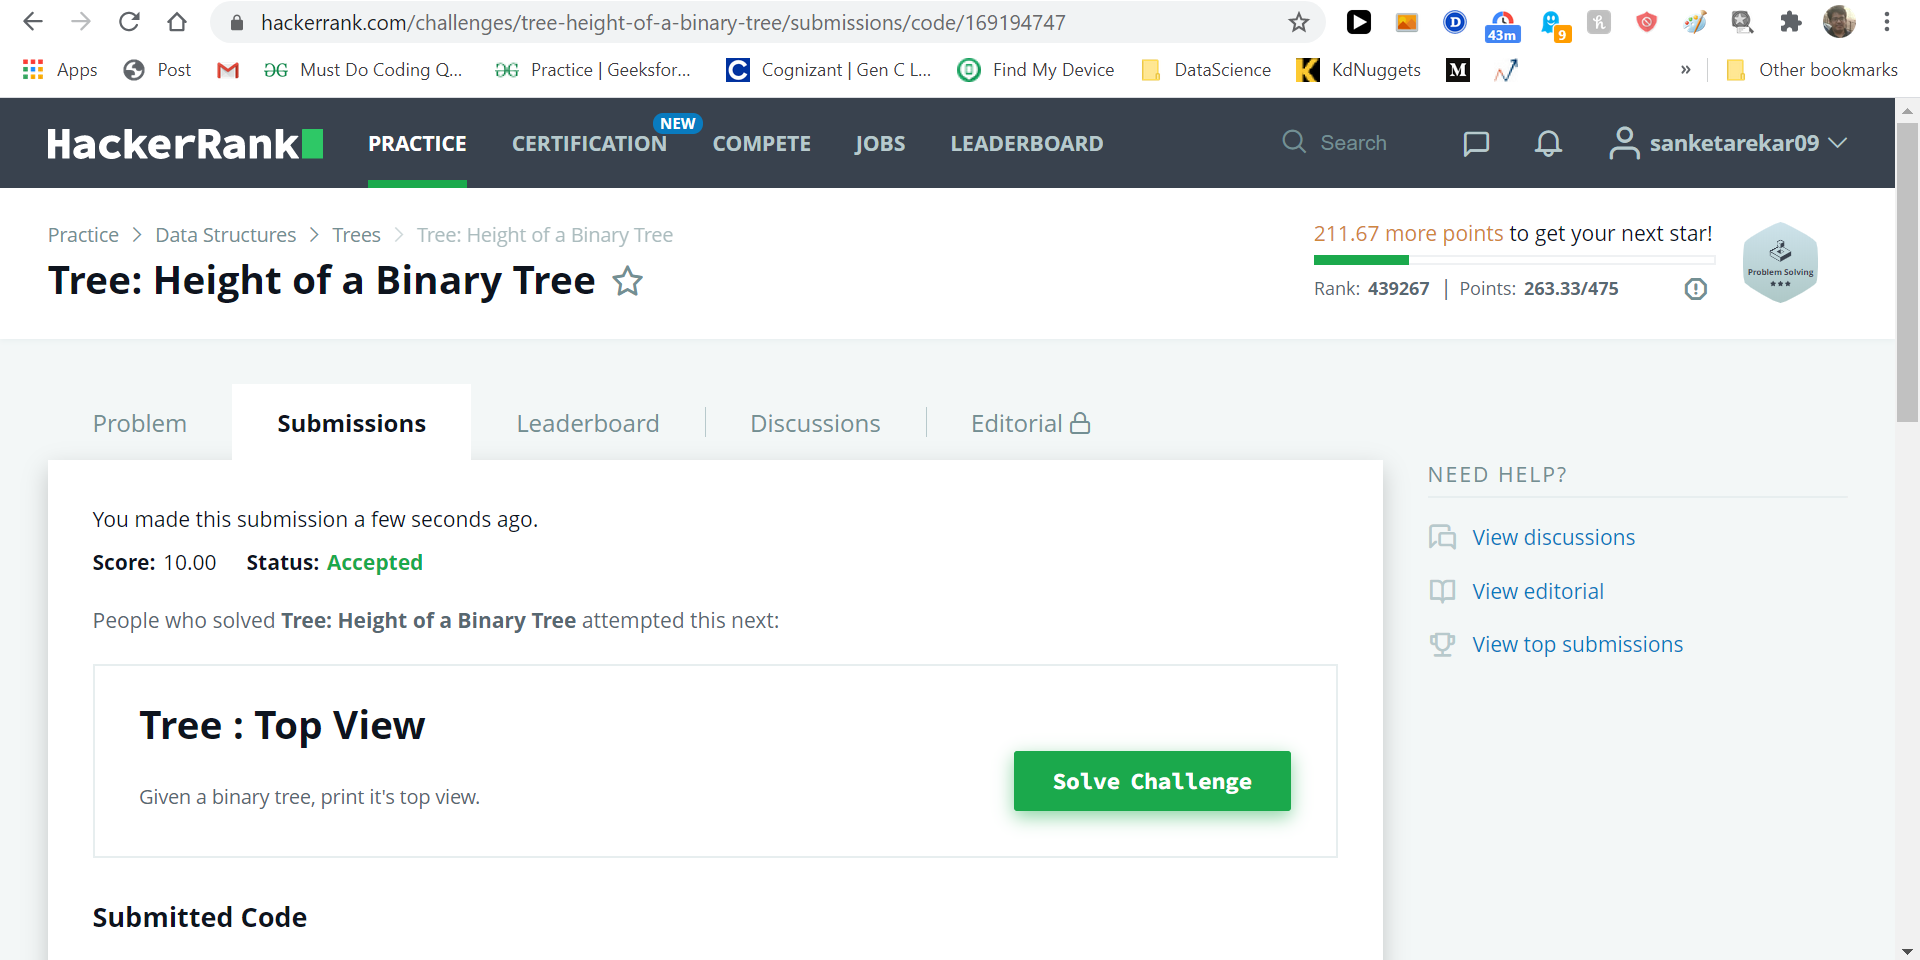 hackerrank.com/challenges/tree-height-of-a-binary-tree/submissions/code/169194747
43m
9
Apps
Post
Must Do Coding Q...
Practice | Geeksfor...
Cognizant | Gen C L...
Find My Device
DataScience
KdNuggets
»
Other bookmarks
HackerRank
PRACTICE
CERTIFICATION
NEW
COMPETE
JOBS
LEADERBOARD
Search
sanketarekar09
Practice > Data Structures > Trees > Tree: Height of a Binary Tree
Tree: Height of a Binary Tree
211.67 more points to get your next star!
Rank: 439267 | Points: 263.33/475
Problem Solving
Problem
Submissions
Leaderboard
Discussions
Editorial
You made this submission a few seconds ago.
Score: 10.00 Status: Accepted
People who solved Tree: Height of a Binary Tree attempted this next:
Tree : Top View
Given a binary tree, print it's top view.
Solve Challenge
Submitted Code
NEED HELP?
View discussions
View editorial
View top submissions